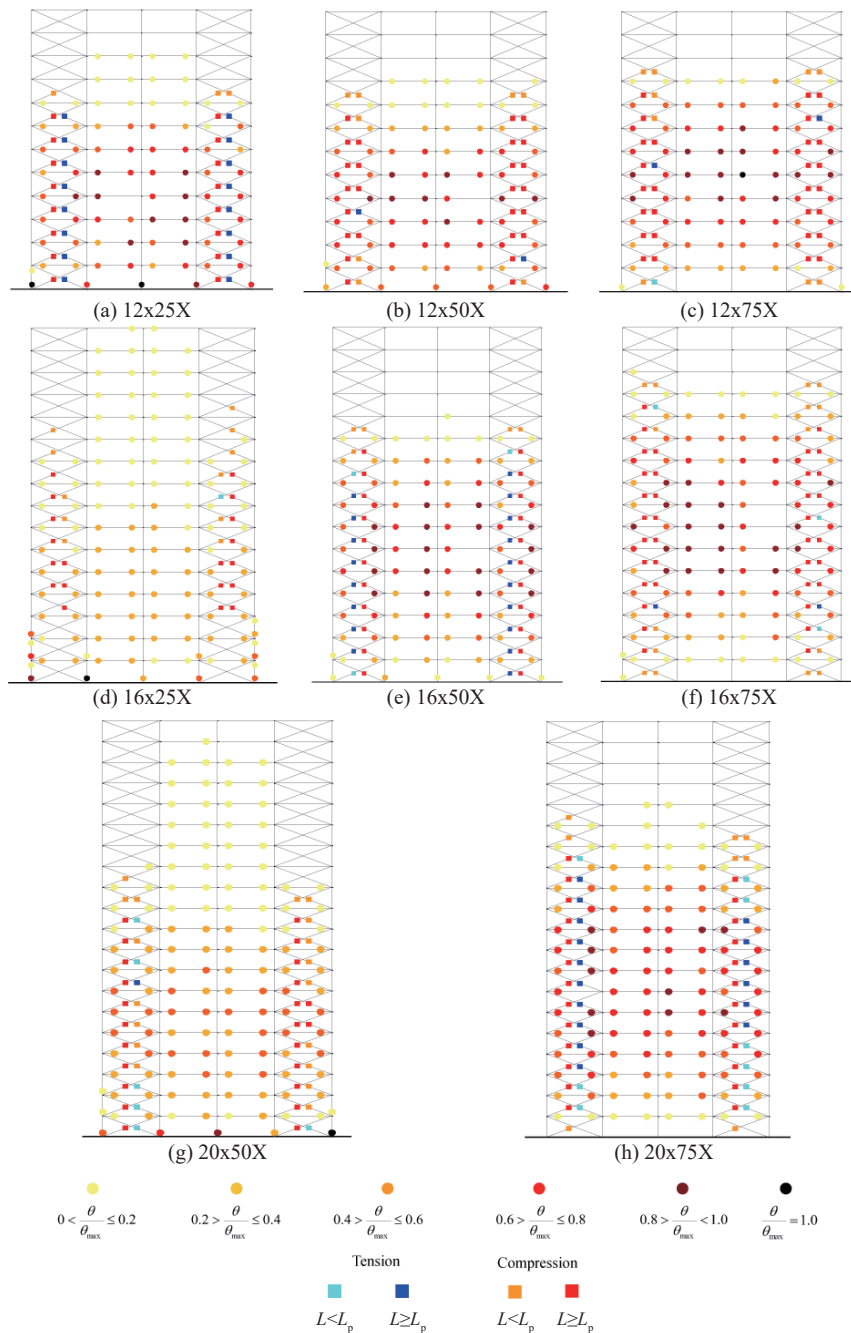 (a) 12x25X
(b) 12x50X
(c) 12x75X
(d) 16x25X
(e) 16x50X
(f) 16x75X
(g) 20x50X
(h) 20x75X
0 < θ/θmax ≤ 0.2
0.2 > θ/θmax ≤ 0.4
0.4 > θ/θmax ≤ 0.6
0.6 > θ/θmax ≤ 0.8
0.8 > θ/θmax < 1.0
θ/θmax = 1.0
Tension
Compression
L<Lp
L≥Lp
L<Lp
L≥Lp